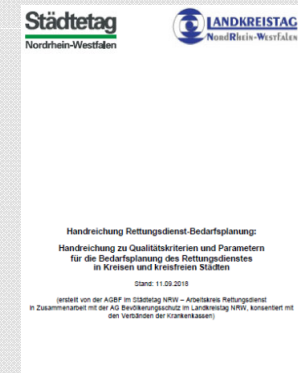 Städtetag
Nordrhein-Westfalen
LANDKREISTAG
NORDRHEIN-WESTFALEN
Handreichung Rettungsdienst-Bedarfsplanung:
Handreichung zu Qualitätskriterien und Parametern
für die Bedarfsplanung des Rettungsdienstes
in Kreisen und kreisfreien Städten
Stand: 11.09.2018
(erstellt von der AGBF im Städtetag NRW – Arbeitskreis Rettungsdienst
in Zusammenarbeit mit der AG Bevölkerungsschutz im Landkreistag NRW, konsentiert mit
den Verbänden der Krankenkassen)